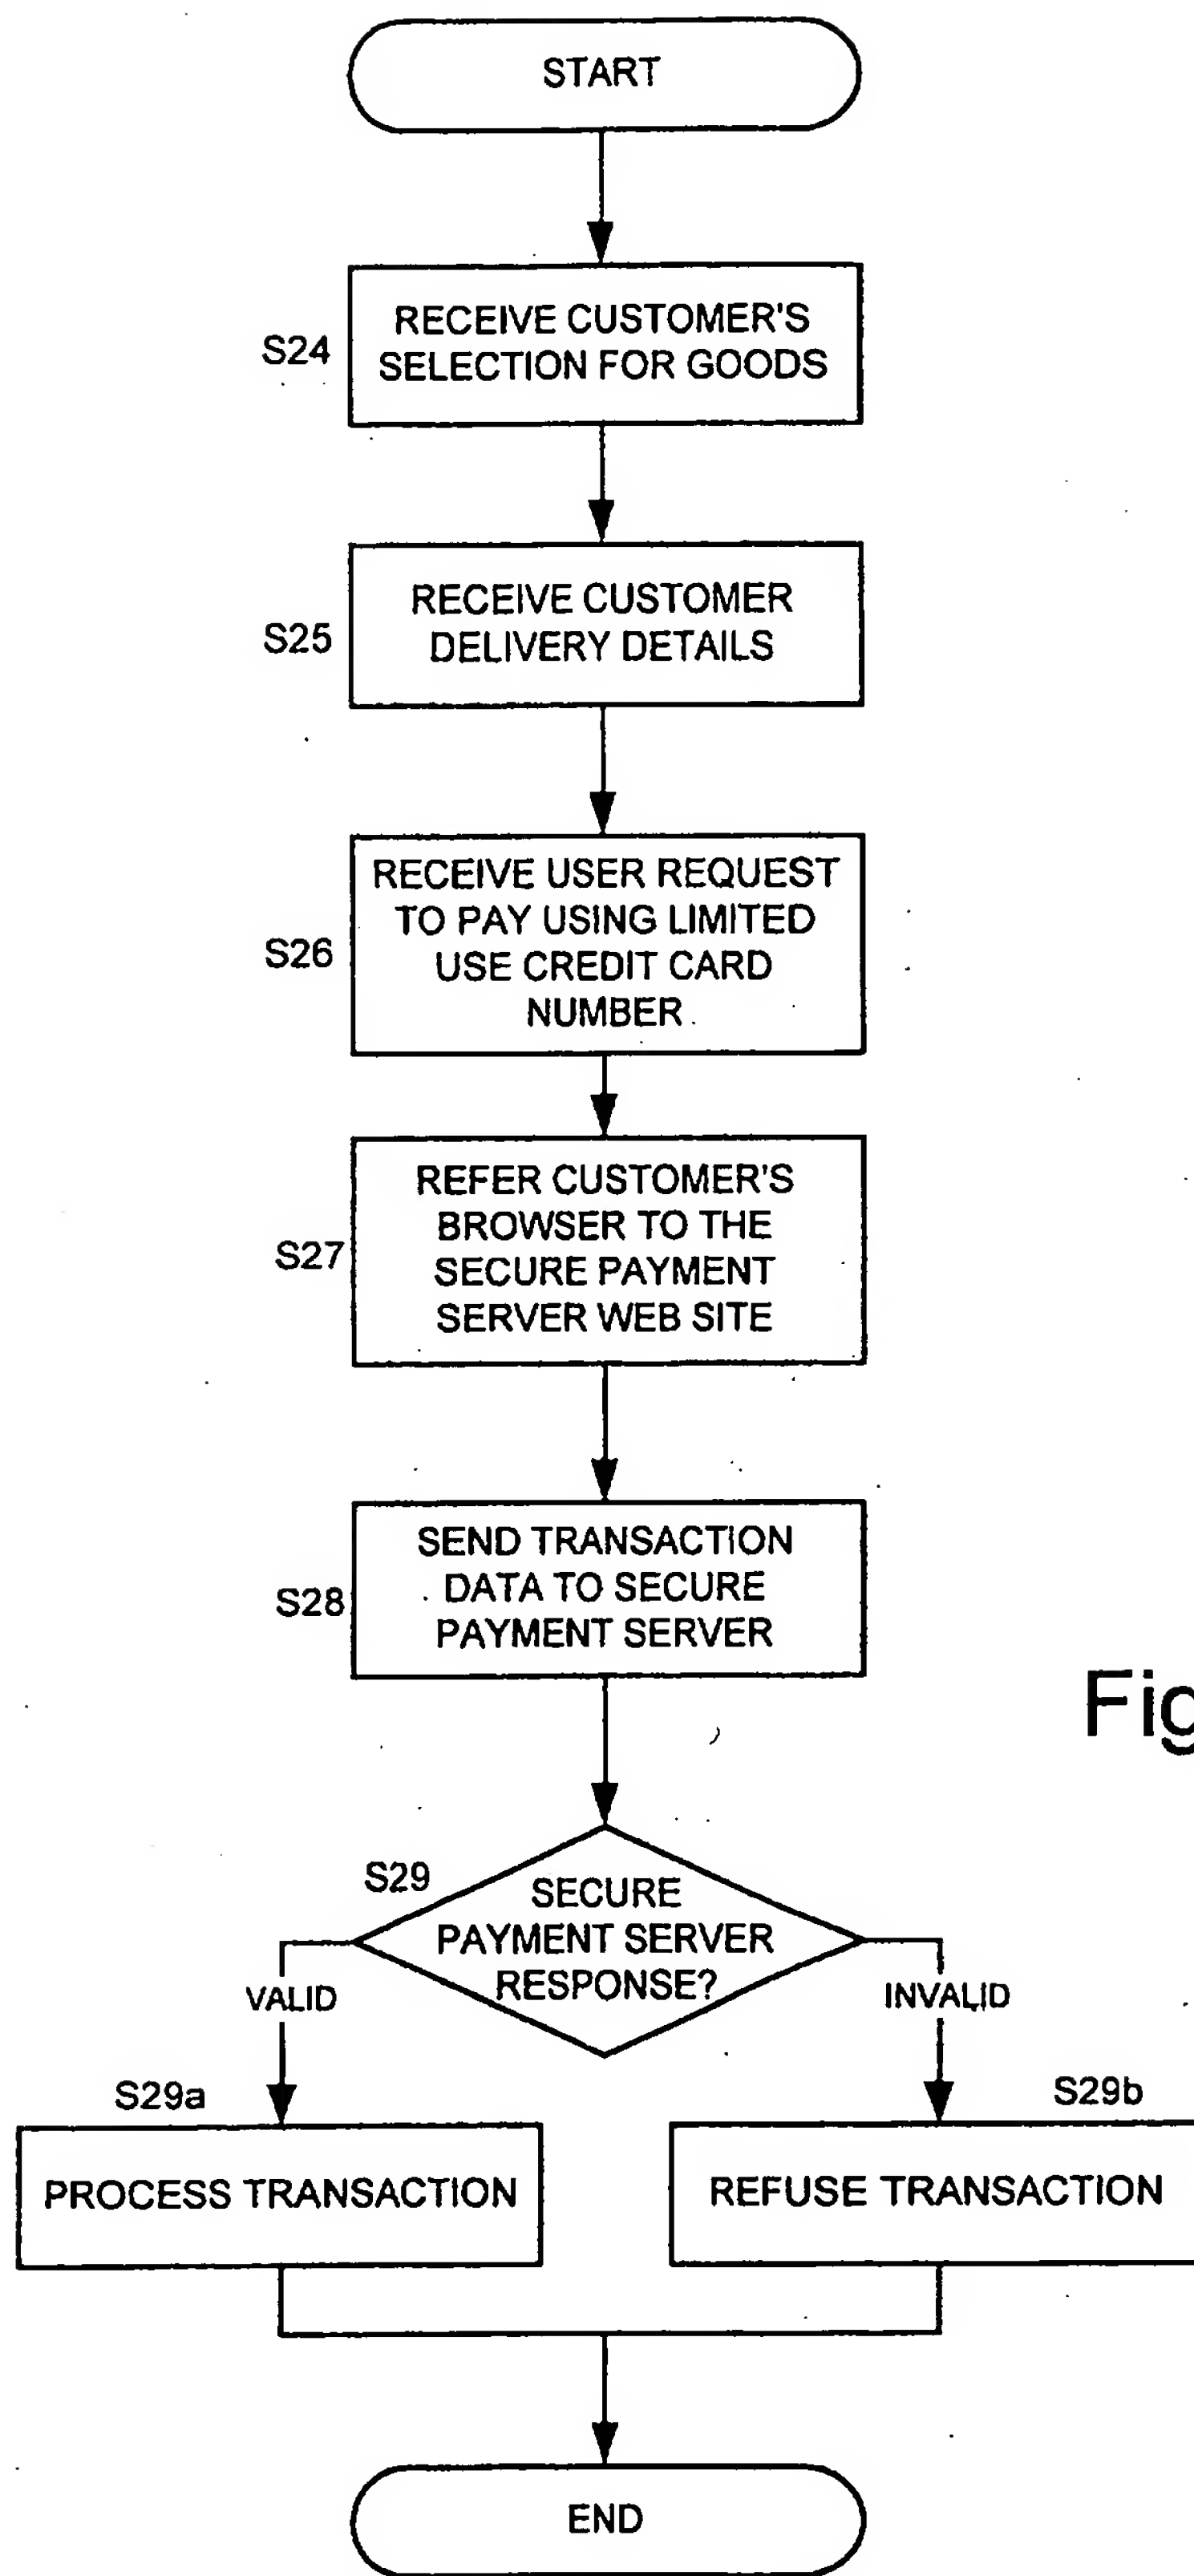 START
S24
RECEIVE CUSTOMER'S
SELECTION FOR GOODS
S25
RECEIVE CUSTOMER
DELIVERY DETAILS
S26
RECEIVE USER REQUEST
TO PAY USING LIMITED
USE CREDIT CARD
NUMBER
S27
REFER CUSTOMER'S
BROWSER TO THE
SECURE PAYMENT
SERVER WEB SITE
S28
SEND TRANSACTION
DATA TO SECURE
PAYMENT SERVER
Fig
S29
SECURE
PAYMENT SERVER
RESPONSE?
VALID
INVALID
S29a
S29b
PROCESS TRANSACTION
REFUSE TRANSACTION
END